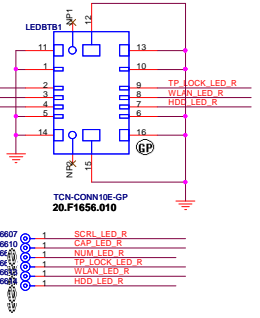 NP1
12
LEDBTB1
11
13
1
10
2
9
TP_LOCK_LED_R
3
8
WLAN_LED_R
4
7
HDD_LED_R
5
6
14
16
GP
NP2
15
TCN-CONN10E-GP
20.F1656.010
6607 1 SCRL_LED_R
6610 1 CAP_LED_R
1 NUM_LED_R
1 TP_LOCK_LED_R
1 WLAN_LED_R
1 HDD_LED_R